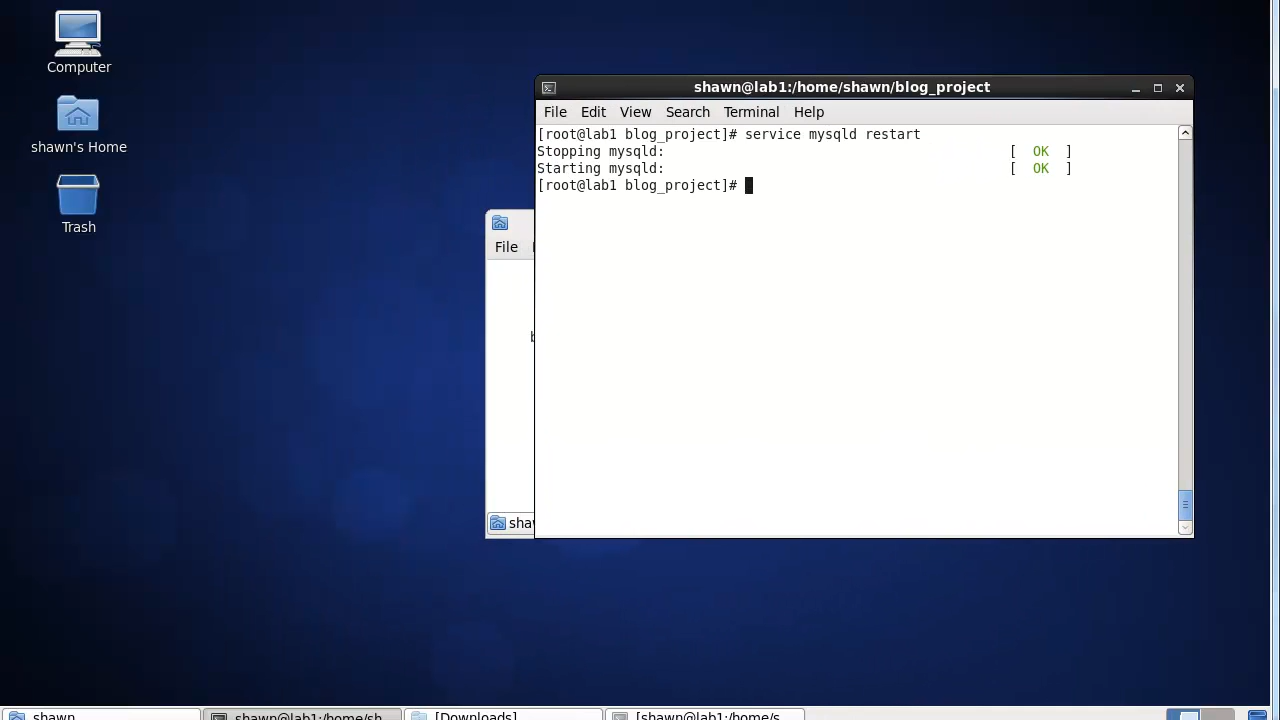 Computer
shawn's Home
Trash
shawn@lab1:/home/shawn/blog_project
File Edit View Search Terminal Help
[root@lab1 blog_project]# service mysqld restart
Stopping mysqld: [ OK ]
Starting mysqld: [ OK ]
[root@lab1 blog_project]#
File
shaw
shawn
shawn@lab1:/home/sh...
[Downloads]
[shawn@lab1:/home/s...